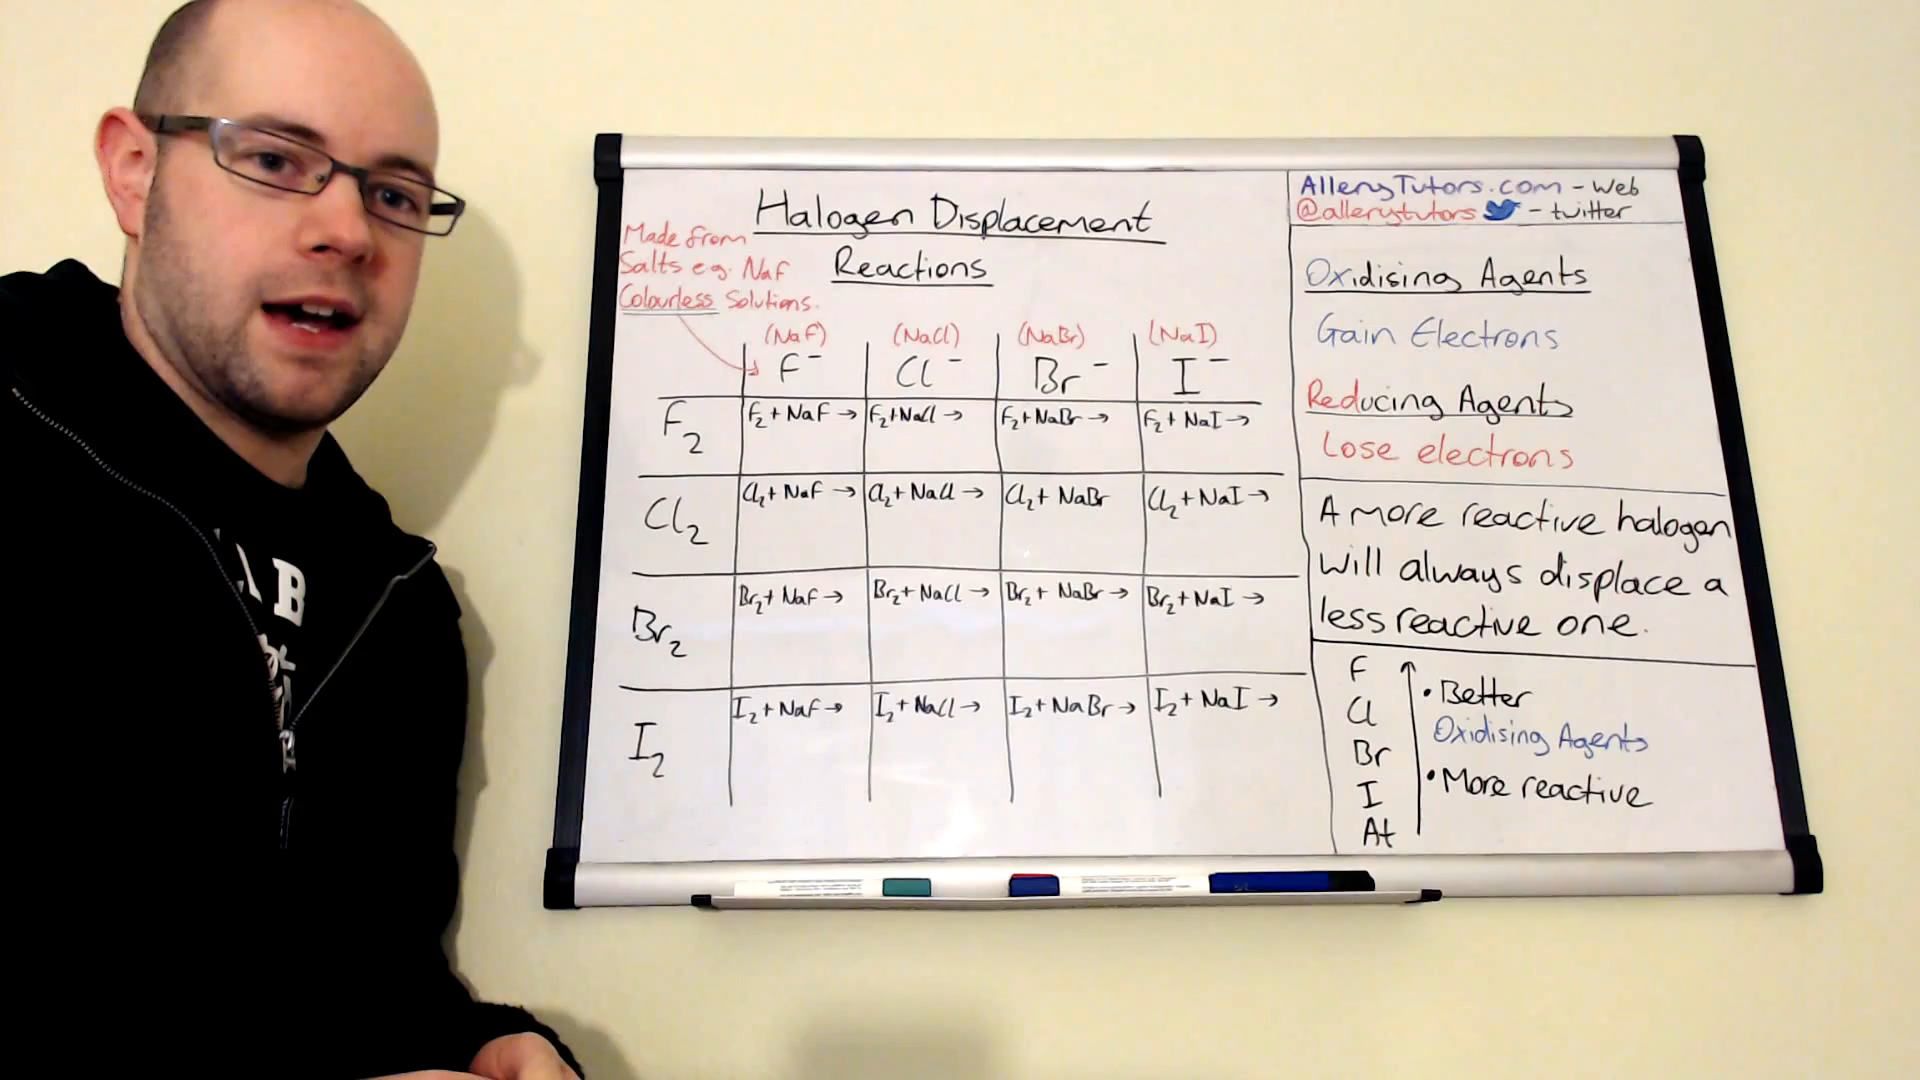 Halogen Displacement
Reactions
Made from
Salts e.g. NaF
Colourless Solutions.
(NaF) (NaCl) (NaBr) (NaI)
F⁻ Cl⁻ Br⁻ I⁻
F₂ F₂ + NaF → F₂+NaCl → F₂+NaBr → F₂ + NaI →
Cl₂ Cl₂ + NaF → Cl₂ + NaCl → Cl₂ + NaBr Cl₂ + NaI →
Br₂ Br₂ + NaF → Br₂ + NaCl → Br₂ + NaBr → Br₂ + NaI →
I₂ I₂ + NaF → I₂ + NaCl → I₂ + NaBr → I₂ + NaI →
AlleryTutors.com - Web
@allerytutors - twitter
Oxidising Agents
Gain Electrons
Reducing Agents
Lose electrons
A more reactive halogen
will always displace a
less reactive one.
F
Cl
Br
I
At
• Better
Oxidising Agents
• More reactive